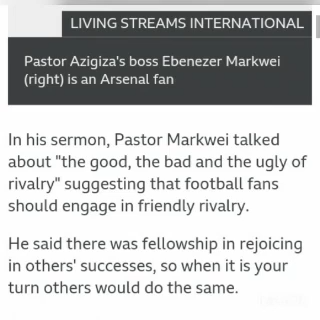 LIVING STREAMS INTERNATIONAL
Pastor Azigiza's boss Ebenezer Markwei
(right) is an Arsenal fan
In his sermon, Pastor Markwei talked
about "the good, the bad and the ugly of
rivalry" suggesting that football fans
should engage in friendly rivalry.
He said there was fellowship in rejoicing
in others' successes, so when it is your
turn others would do the same.